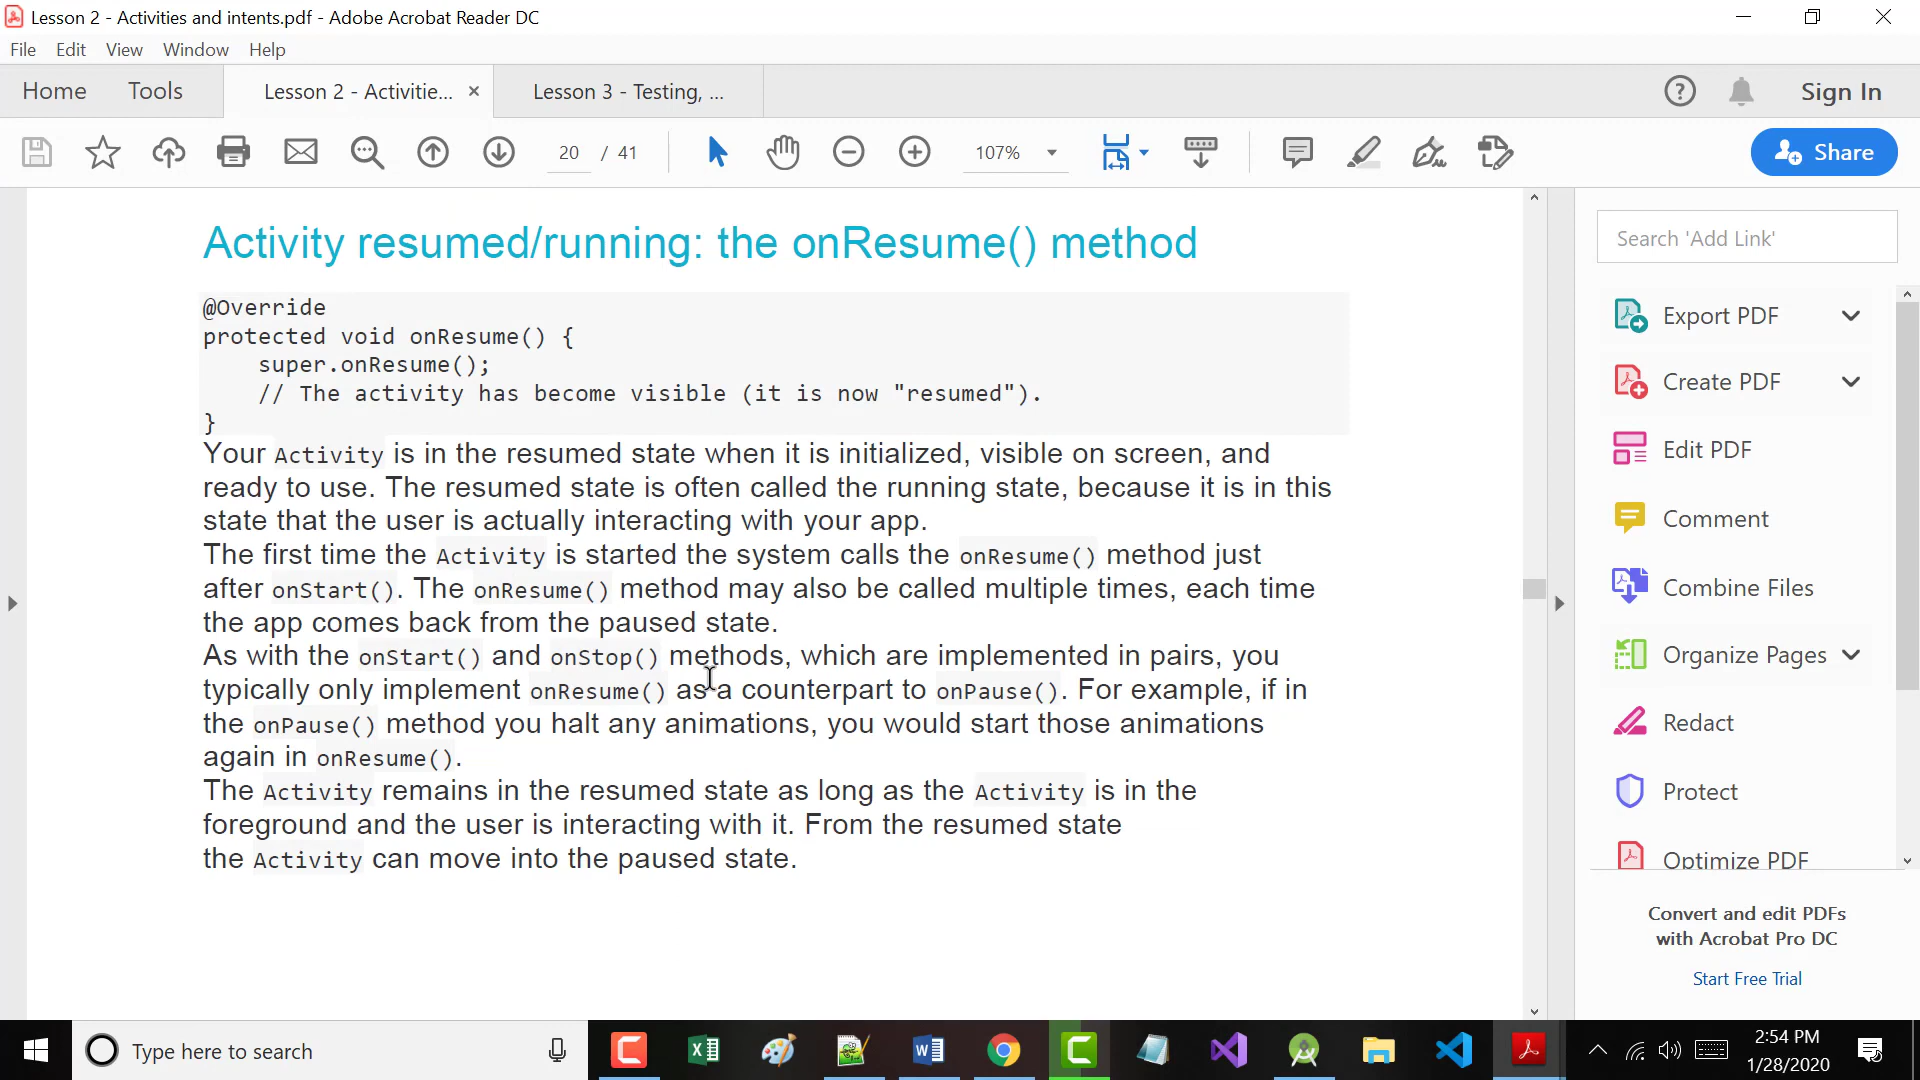 Lesson 2 - Activities and intents.pdf - Adobe Acrobat Reader DC
File Edit View Window Help
Home Tools Lesson 2 - Activitie... × Lesson 3 - Testing, ... Sign In
20 / 41 107% Share
Activity resumed/running: the onResume() method
@Override
protected void onResume() {
    super.onResume();
    // The activity has become visible (it is now "resumed").
}
Your Activity is in the resumed state when it is initialized, visible on screen, and
ready to use. The resumed state is often called the running state, because it is in this
state that the user is actually interacting with your app.
The first time the Activity is started the system calls the onResume() method just
after onStart(). The onResume() method may also be called multiple times, each time
the app comes back from the paused state.
As with the onStart() and onStop() methods, which are implemented in pairs, you
typically only implement onResume() as a counterpart to onPause(). For example, if in
the onPause() method you halt any animations, you would start those animations
again in onResume().
The Activity remains in the resumed state as long as the Activity is in the
foreground and the user is interacting with it. From the resumed state
the Activity can move into the paused state.
Search 'Add Link'
Export PDF
Create PDF
Edit PDF
Comment
Combine Files
Organize Pages
Redact
Protect
Optimize PDF
Convert and edit PDFs
with Acrobat Pro DC
Start Free Trial
Type here to search
2:54 PM
1/28/2020